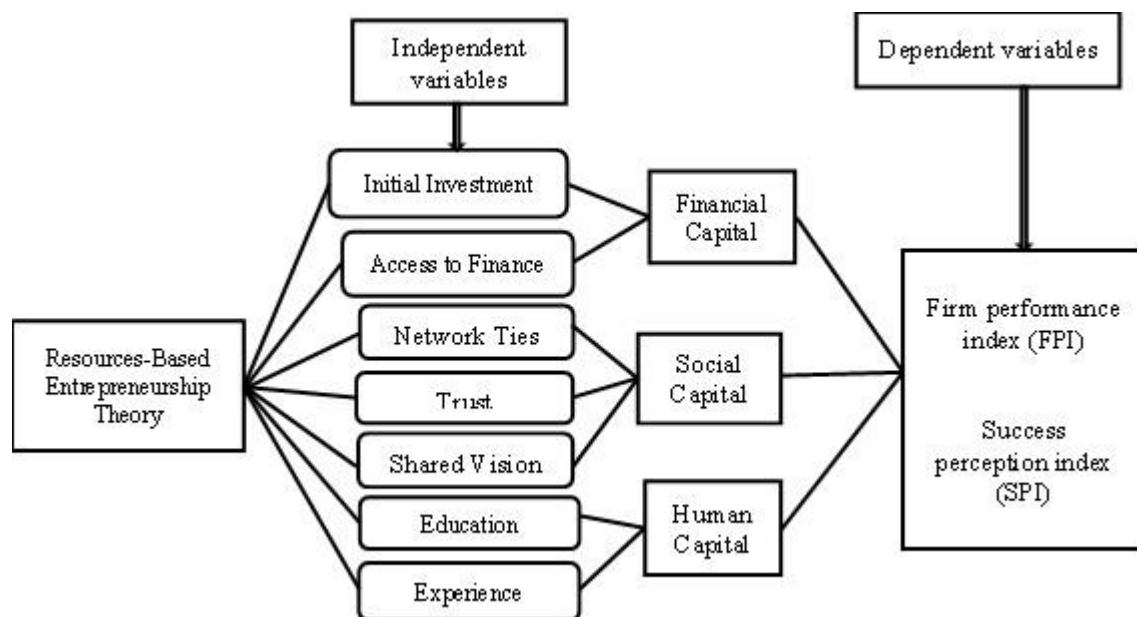 Independent
variables
Dependent variables
Initial Investment
Access to Finance
Network Ties
Trust
Shared Vision
Education
Experience
Resources-Based
Entrepreneurship
Theory
Financial
Capital
Social
Capital
Human
Capital
Firm performance
index (FPI)
Success
perception index
(SPI)